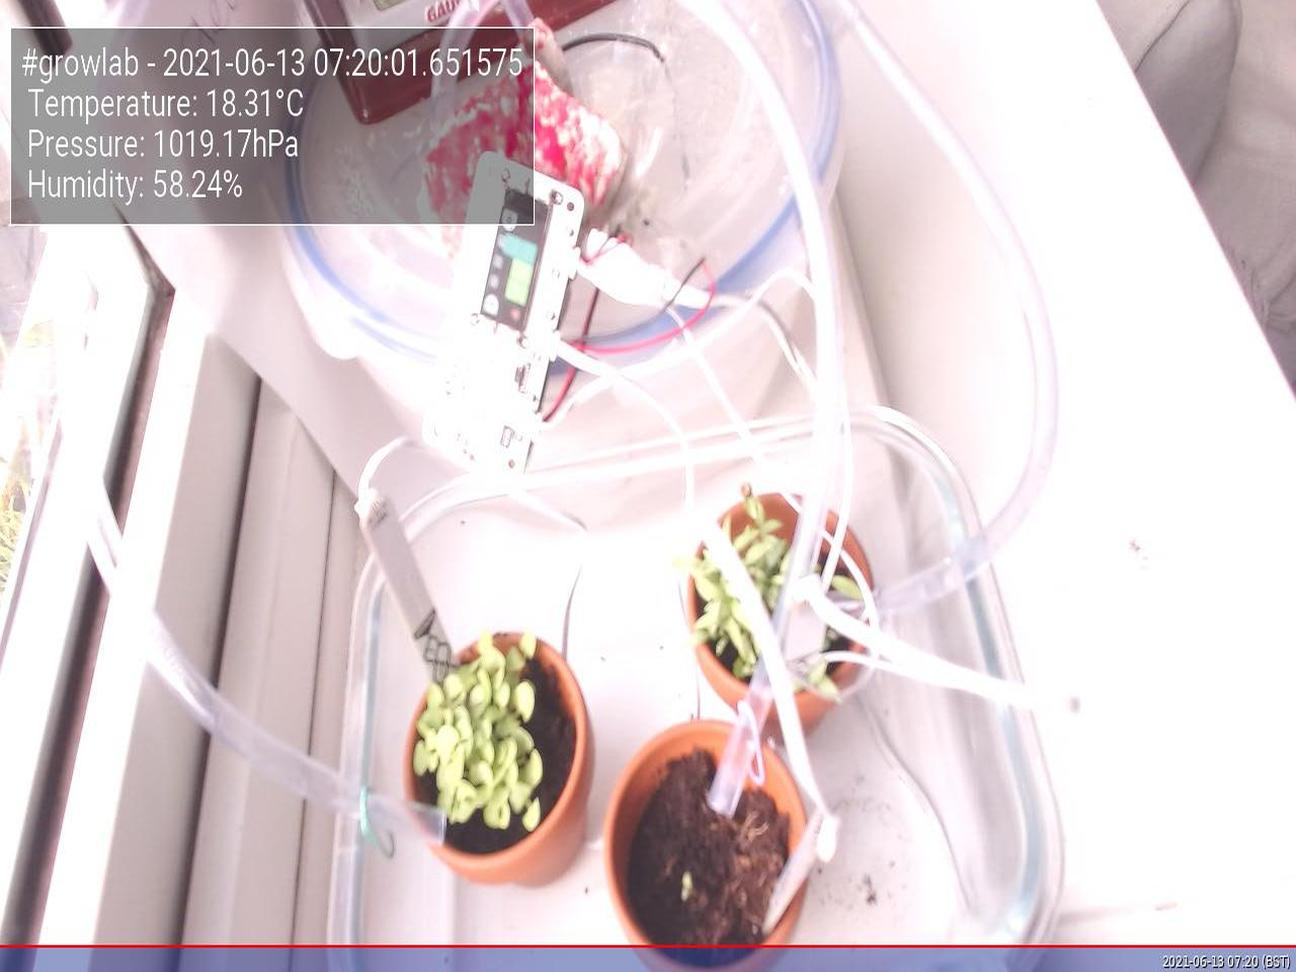 #growlab - 2021-06-13 07:20:01.651575
Temperature: 18.31°C
Pressure: 1019.17hPa
Humidity: 58.24%
2021-06-13 07:20 (BST)